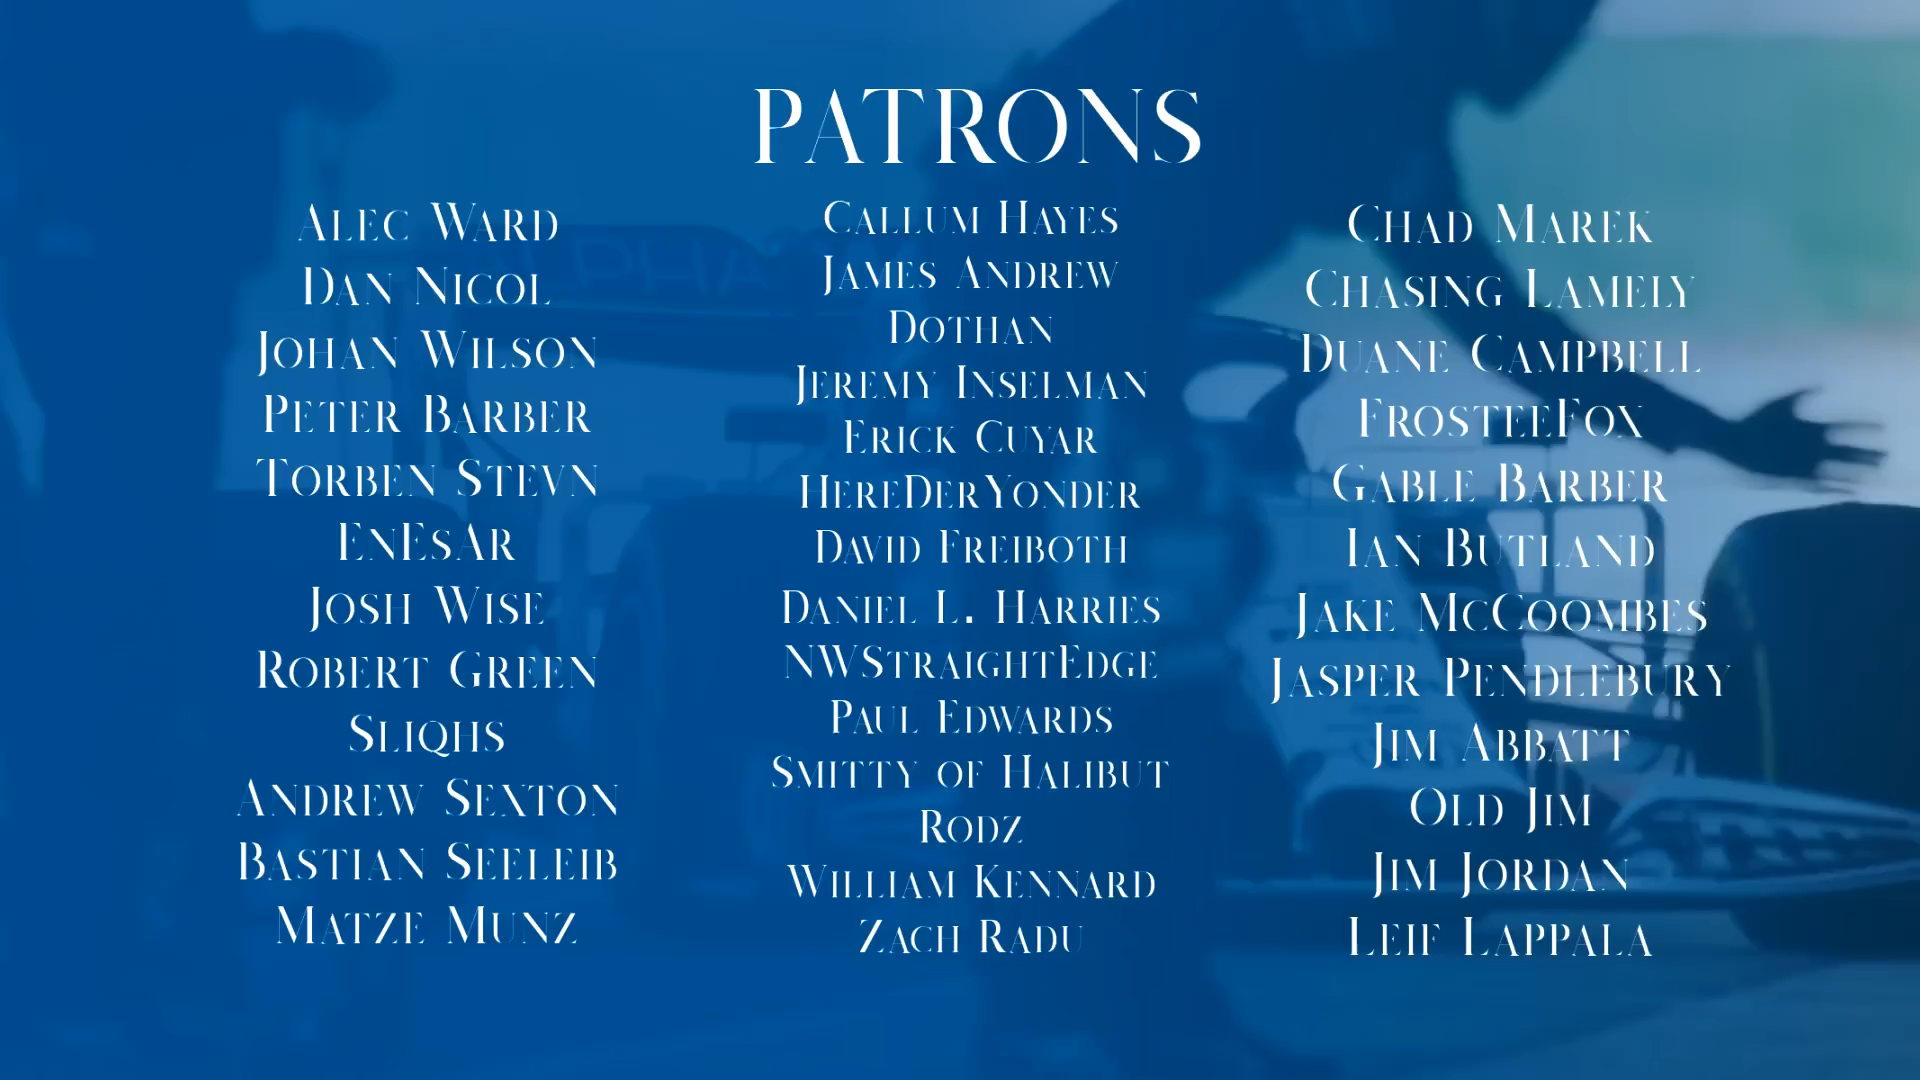 PATRONS
Alec Ward
Dan Nicol
Johan Wilson
Peter Barber
Torben Stevn
EnEsAr
Josh Wise
Robert Green
Sliqhs
Andrew Sexton
Bastian Seeleib
Matze Munz
Callum Hayes
James Andrew
Dothan
Jeremy Inselman
Erick Cuyar
HereDerYonder
David Freiboth
Daniel L. Harries
NWStraightEdge
Paul Edwards
Smitty of Halibut
Rodz
William Kennard
Zach Radu
Chad Marek
Chasing Lamely
Duane Campbell
FrosteeFox
Gable Barber
Ian Butland
Jake McCoombes
Jasper Pendlebury
Jim Abbatt
Old Jim
Jim Jordan
Leif Lappala